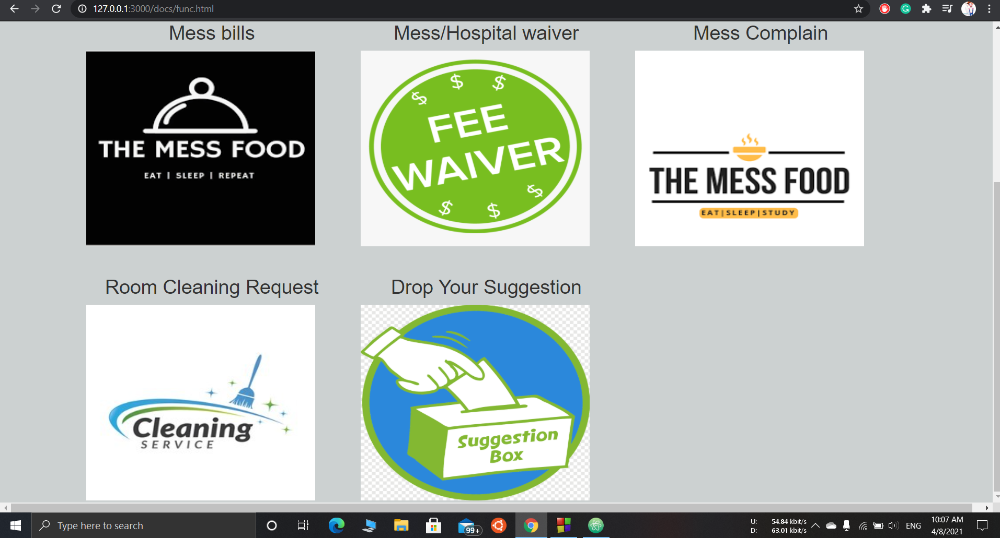 127.0.0.1:3000/docs/func.html
Mess bills
Mess/Hospital waiver
Mess Complain
THE MESS FOOD
EAT | SLEEP | REPEAT
$ $ $
FEE
WAIVER
$ $ $
THE MESS FOOD
EAT|SLEEP|STUDY
Room Cleaning Request
Drop Your Suggestion
Cleaning
SERVICE
Suggestion
Box
Type here to search
99+
U: 54.84 kbit/s
D: 63.01 kbit/s
ENG
10:07 AM
4/8/2021